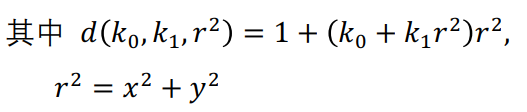 其中 d(k₀, k₁, r²) = 1 + (k₀ + k₁r²)r²,
r² = x² + y²